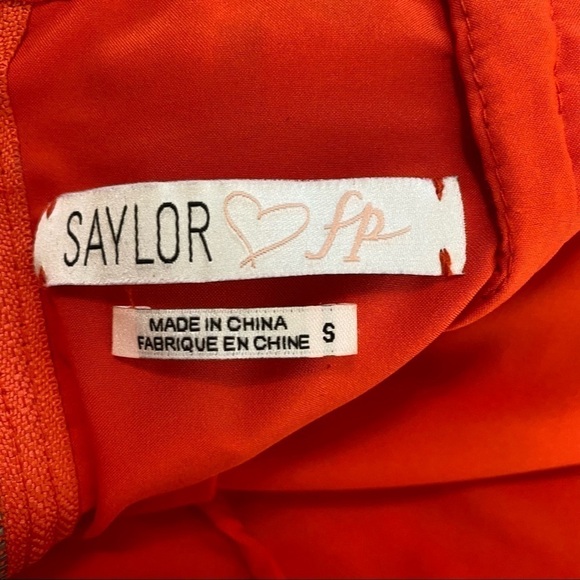 SAYLOR fp
MADE IN CHINA
FABRIQUE EN CHINE S